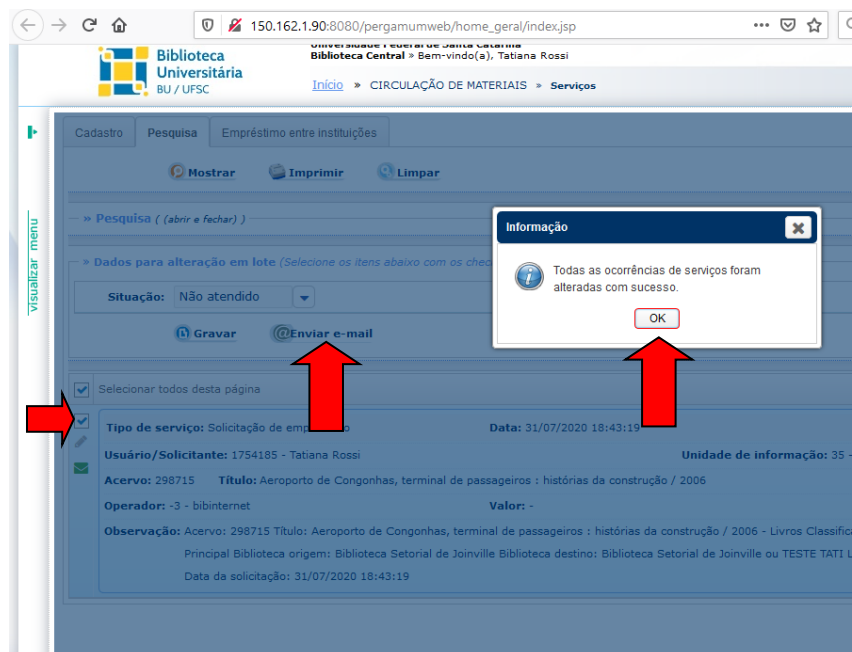 150.162.1.90:8080/pergamumweb/home_geral/index.jsp
Universidade Federal de Santa Catarina
Biblioteca Universitária BU / UFSC
Biblioteca Central » Bem-vindo(a), Tatiana Rossi
Início » CIRCULAÇÃO DE MATERIAIS » Serviços
visualizar menu
Cadastro Pesquisa Empréstimo entre instituições
Mostrar Imprimir Limpar
» Pesquisa ( (abrir e fechar) )
» Dados para alteração em lote (Selecione os itens abaixo com os chec
Situação: Não atendido
Gravar @Enviar e-mail
Informação
Todas as ocorrências de serviços foram
alteradas com sucesso.
OK
Selecionar todos desta página
Tipo de serviço: Solicitação de Data: 31/07/2020 18:43:19
Usuário/Solicitante: 1754185 - Tatiana Rossi Unidade de informação: 35 -
Acervo: 298715 Título: Aeroporto de Congonhas, terminal de passageiros : histórias da construção / 2006
Operador: -3 - bibinternet Valor: -
Observação: Acervo: 298715 Título: Aeroporto de Congonhas, terminal de passageiros : histórias da construção / 2006 - Livros Classific
Principal Biblioteca origem: Biblioteca Setorial de Joinville Biblioteca destino: Biblioteca Setorial de Joinville ou TESTE TATI L
Data da solicitação: 31/07/2020 18:43:19